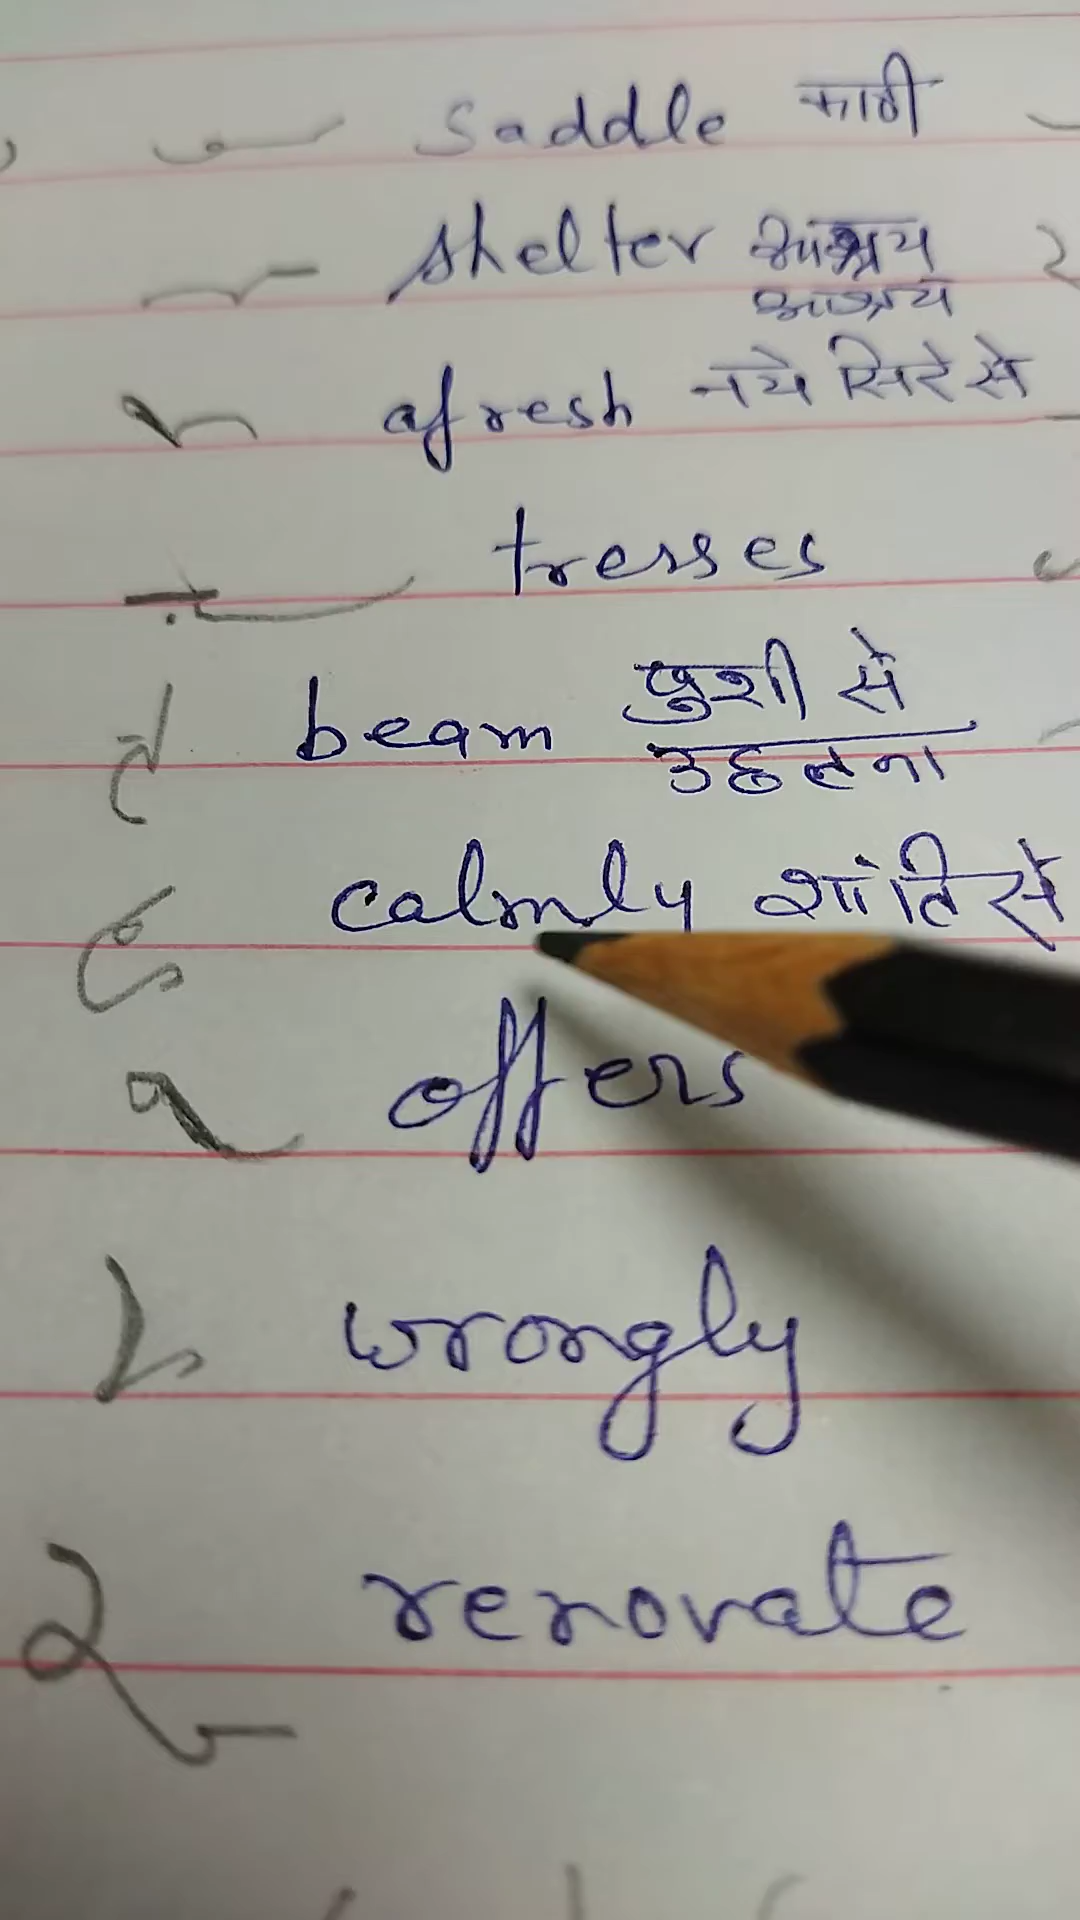 saddle काठी
shelter आश्रय
आश्रय
afresh नये सिरे से
tresses
beam खुशी से
उछलना
calmly शांति से
offers
wrongly
renovate